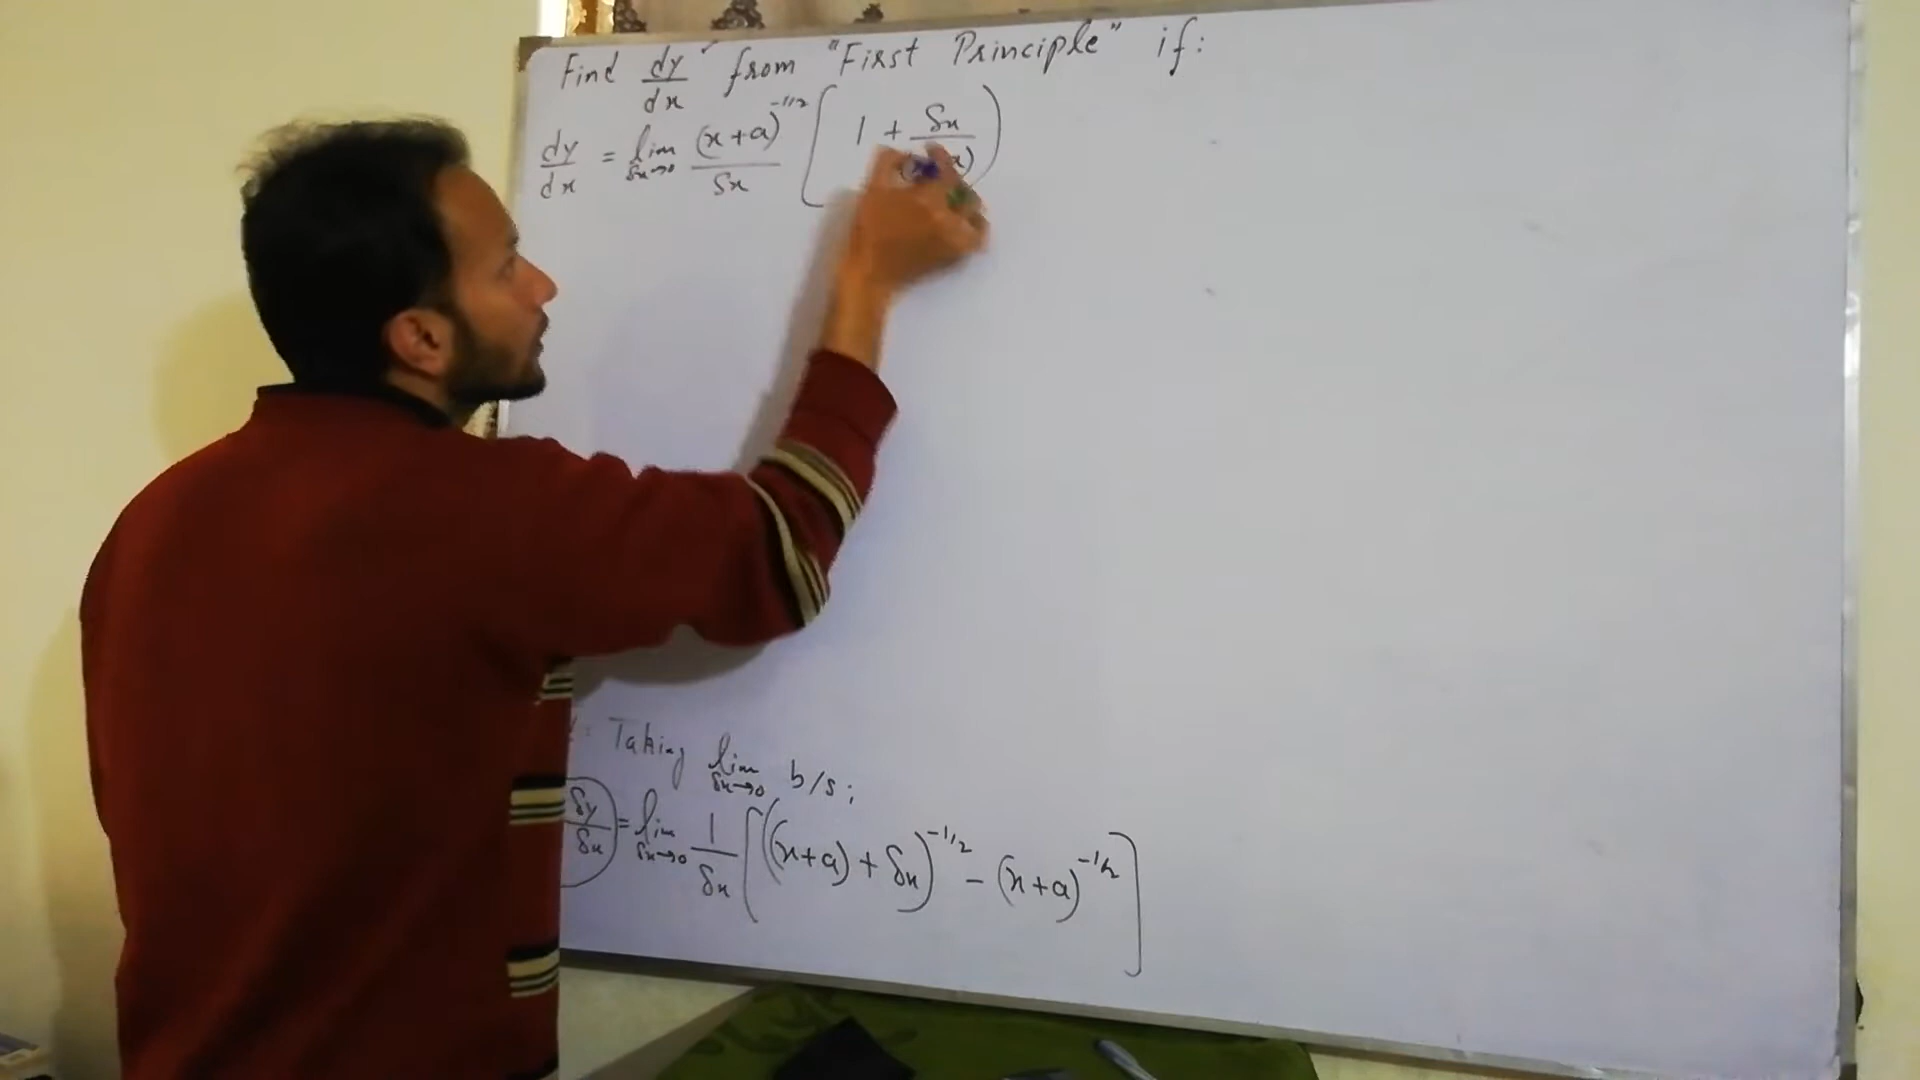 Find dy/dx from "First Principle" if:
dy/dx = lim δx→0 (x+a)^-1/2 / δx (1 + δx/(x+a))
Taking lim δx→0 b/s;
δy/δx = lim δx→0 1/δx [((x+a) + δx)^-1/2 - (x+a)^-1/2]